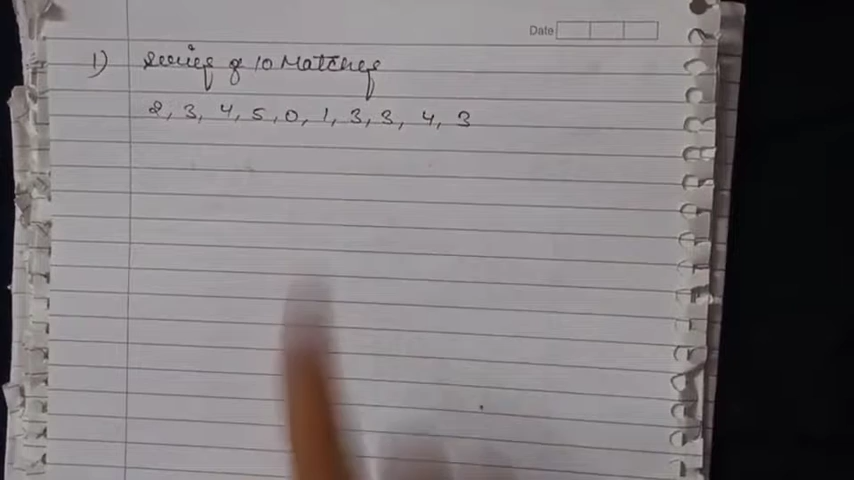 Date
1) series of 10 Matches
2, 3, 4, 5, 0, 1, 3, 3, 4, 3